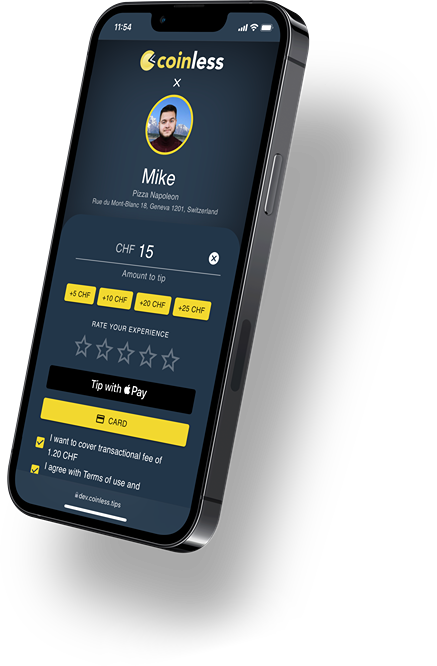 11:54
coinless
×
Mike
Pizza Napoleon
Rue du Mont-Blanc 18, Geneva 1201, Switzerland
CHF 15
Amount to tip
+5 CHF +10 CHF +20 CHF +25 CHF
RATE YOUR EXPERIENCE
Tip with Pay
CARD
I want to cover transactional fee of
1.20 CHF
I agree with Terms of use and
dev.coinless.tips